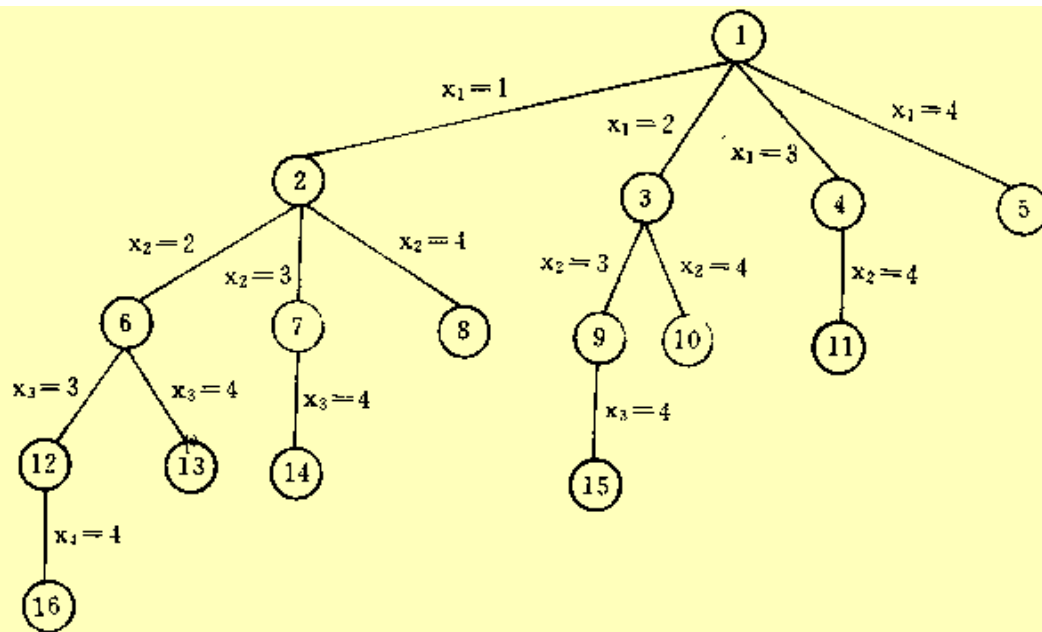 1
x₁=1
x₁=2
x₁=3
x₁=4
2
3
4
5
x₂=2
x₂=3
x₂=4
x₂=3
x₂=4
x₂=4
6
7
8
9
10
11
x₃=3
x₃=4
x₃=4
x₃=4
12
13
14
15
x₄=4
16